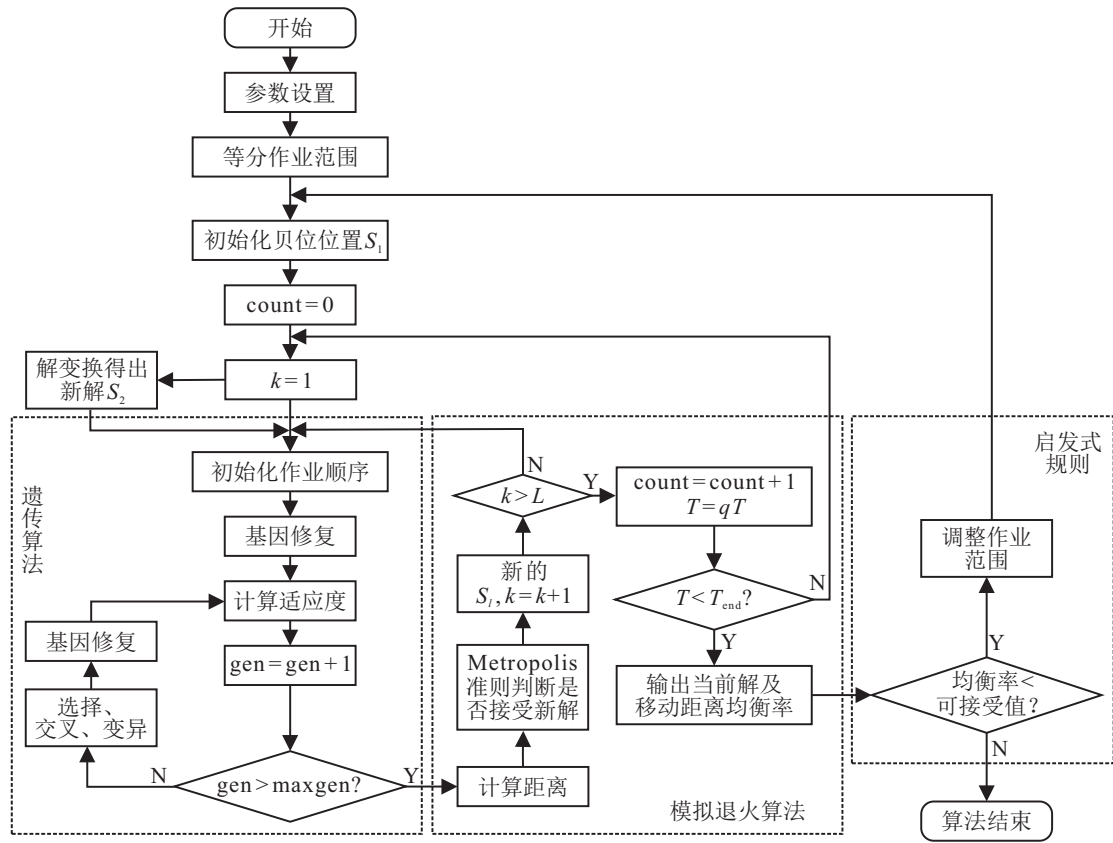 开始
参数设置
等分作业范围
初始化贝位位置S₁
count=0
k=1
解变换得出
新解S₂
遗传算法
初始化作业顺序
基因修复
计算适应度
gen=gen+1
gen>maxgen?
N
Y
选择、
交叉、变异
基因修复
计算距离
Metropolis
准则判断是
否接受新解
新的
S_l,k=k+1
k>L
N
Y
count=count+1
T=qT
T<T_end?
N
Y
输出当前解及
移动距离均衡率
模拟退火算法
启发式
规则
调整作业
范围
Y
均衡率<
可接受值?
N
算法结束